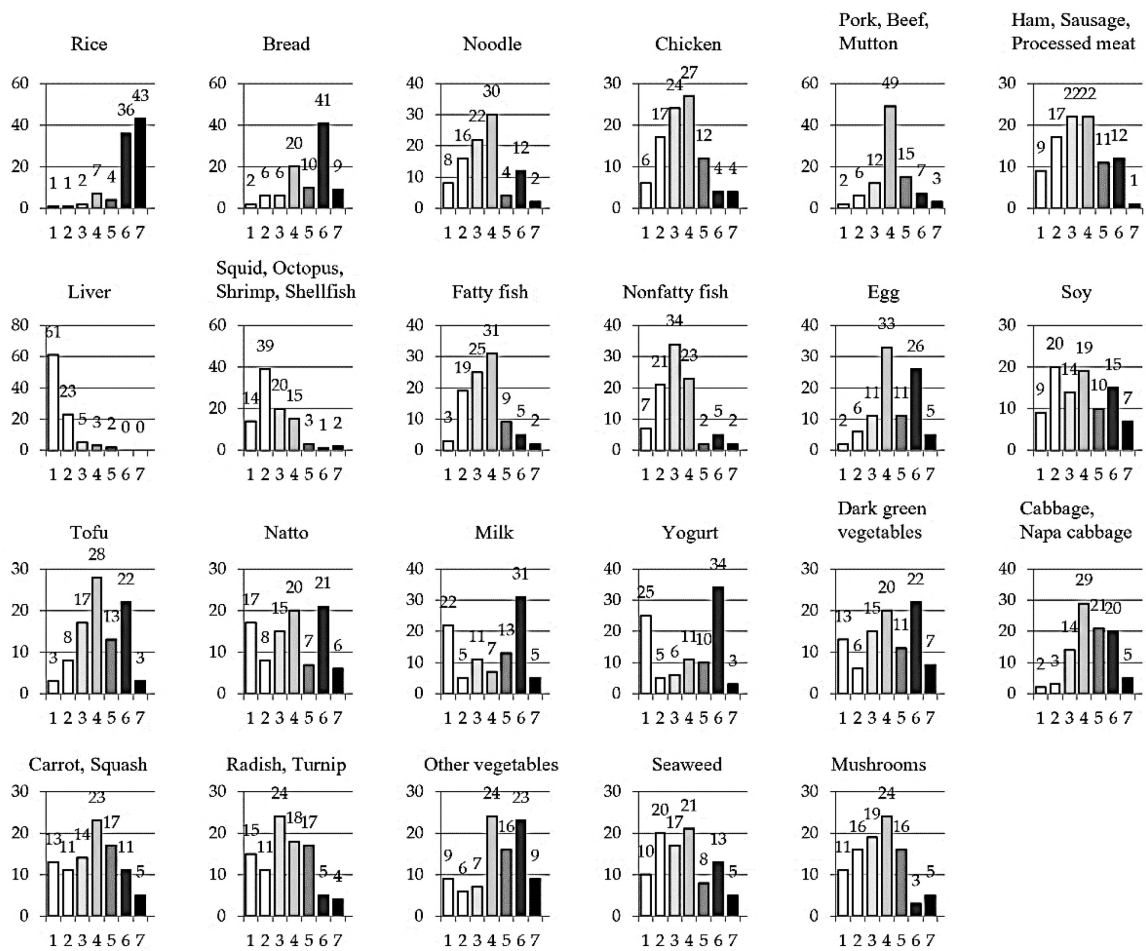 Rice
60
40
20
0
1 1 2 7 4 36 43
1 2 3 4 5 6 7
Bread
60
40
20
0
2 6 6 20 10 41 9
1 2 3 4 5 6 7
Noodle
40
30
20
10
0
8 16 22 30 4 12 2
1 2 3 4 5 6 7
Chicken
30
20
10
0
6 17 24 27 12 4 4
1 2 3 4 5 6 7
Pork, Beef,
Mutton
60
40
20
0
2 6 12 49 15 7 3
1 2 3 4 5 6 7
Ham, Sausage,
Processed meat
30
20
10
0
9 17 22 22 11 12 1
1 2 3 4 5 6 7
Liver
80
60
40
20
0
61 23 5 3 2 0 0
1 2 3 4 5 6 7
Squid, Octopus,
Shrimp, Shellfish
60
40
20
0
14 39 20 15 3 1 2
1 2 3 4 5 6 7
Fatty fish
40
30
20
10
0
3 19 25 31 9 5 2
1 2 3 4 5 6 7
Nonfatty fish
40
30
20
10
0
7 21 34 23 2 5 2
1 2 3 4 5 6 7
Egg
40
30
20
10
0
2 6 11 33 11 26 5
1 2 3 4 5 6 7
Soy
30
20
10
0
9 20 14 19 10 15 7
1 2 3 4 5 6 7
Tofu
30
20
10
0
3 8 17 28 13 22 3
1 2 3 4 5 6 7
Natto
30
20
10
0
17 8 15 20 7 21 6
1 2 3 4 5 6 7
Milk
40
30
20
10
0
22 5 11 7 13 31 5
1 2 3 4 5 6 7
Yogurt
40
30
20
10
0
25 5 6 11 10 34 3
1 2 3 4 5 6 7
Dark green
vegetables
30
20
10
0
13 6 15 20 11 22 7
1 2 3 4 5 6 7
Cabbage,
Napa cabbage
40
30
20
10
0
2 3 14 29 21 20 5
1 2 3 4 5 6 7
Carrot, Squash
30
20
10
0
13 11 14 23 17 11 5
1 2 3 4 5 6 7
Radish, Turnip
30
20
10
0
15 11 24 18 17 5 4
1 2 3 4 5 6 7
Other vegetables
30
20
10
0
9 6 7 24 16 23 9
1 2 3 4 5 6 7
Seaweed
30
20
10
0
10 20 17 21 8 13 5
1 2 3 4 5 6 7
Mushrooms
30
20
10
0
11 16 19 24 16 3 5
1 2 3 4 5 6 7